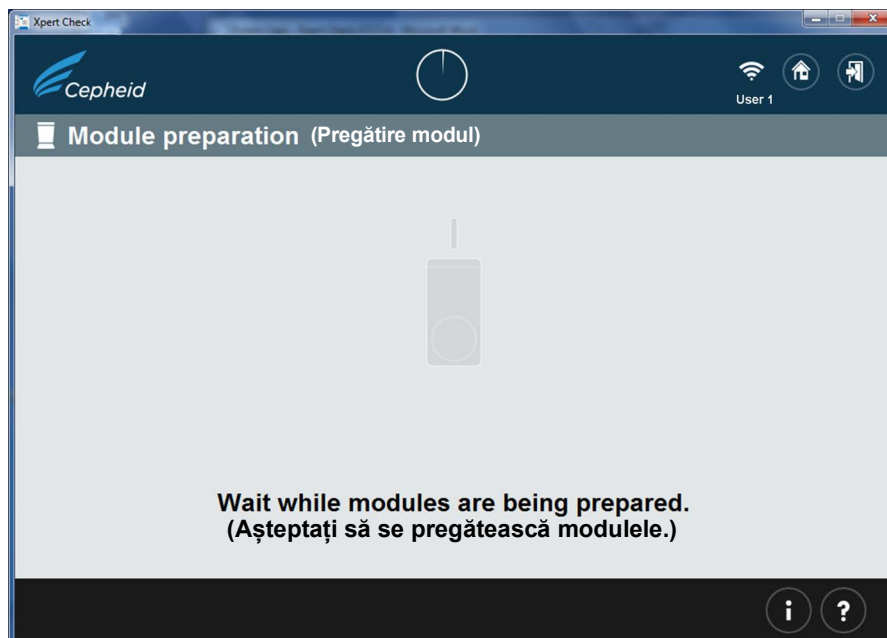 Xpert Check
Cepheid
User 1
Module preparation (Pregătire modul)
Wait while modules are being prepared.
(Așteptați să se pregătească modulele.)
i ?